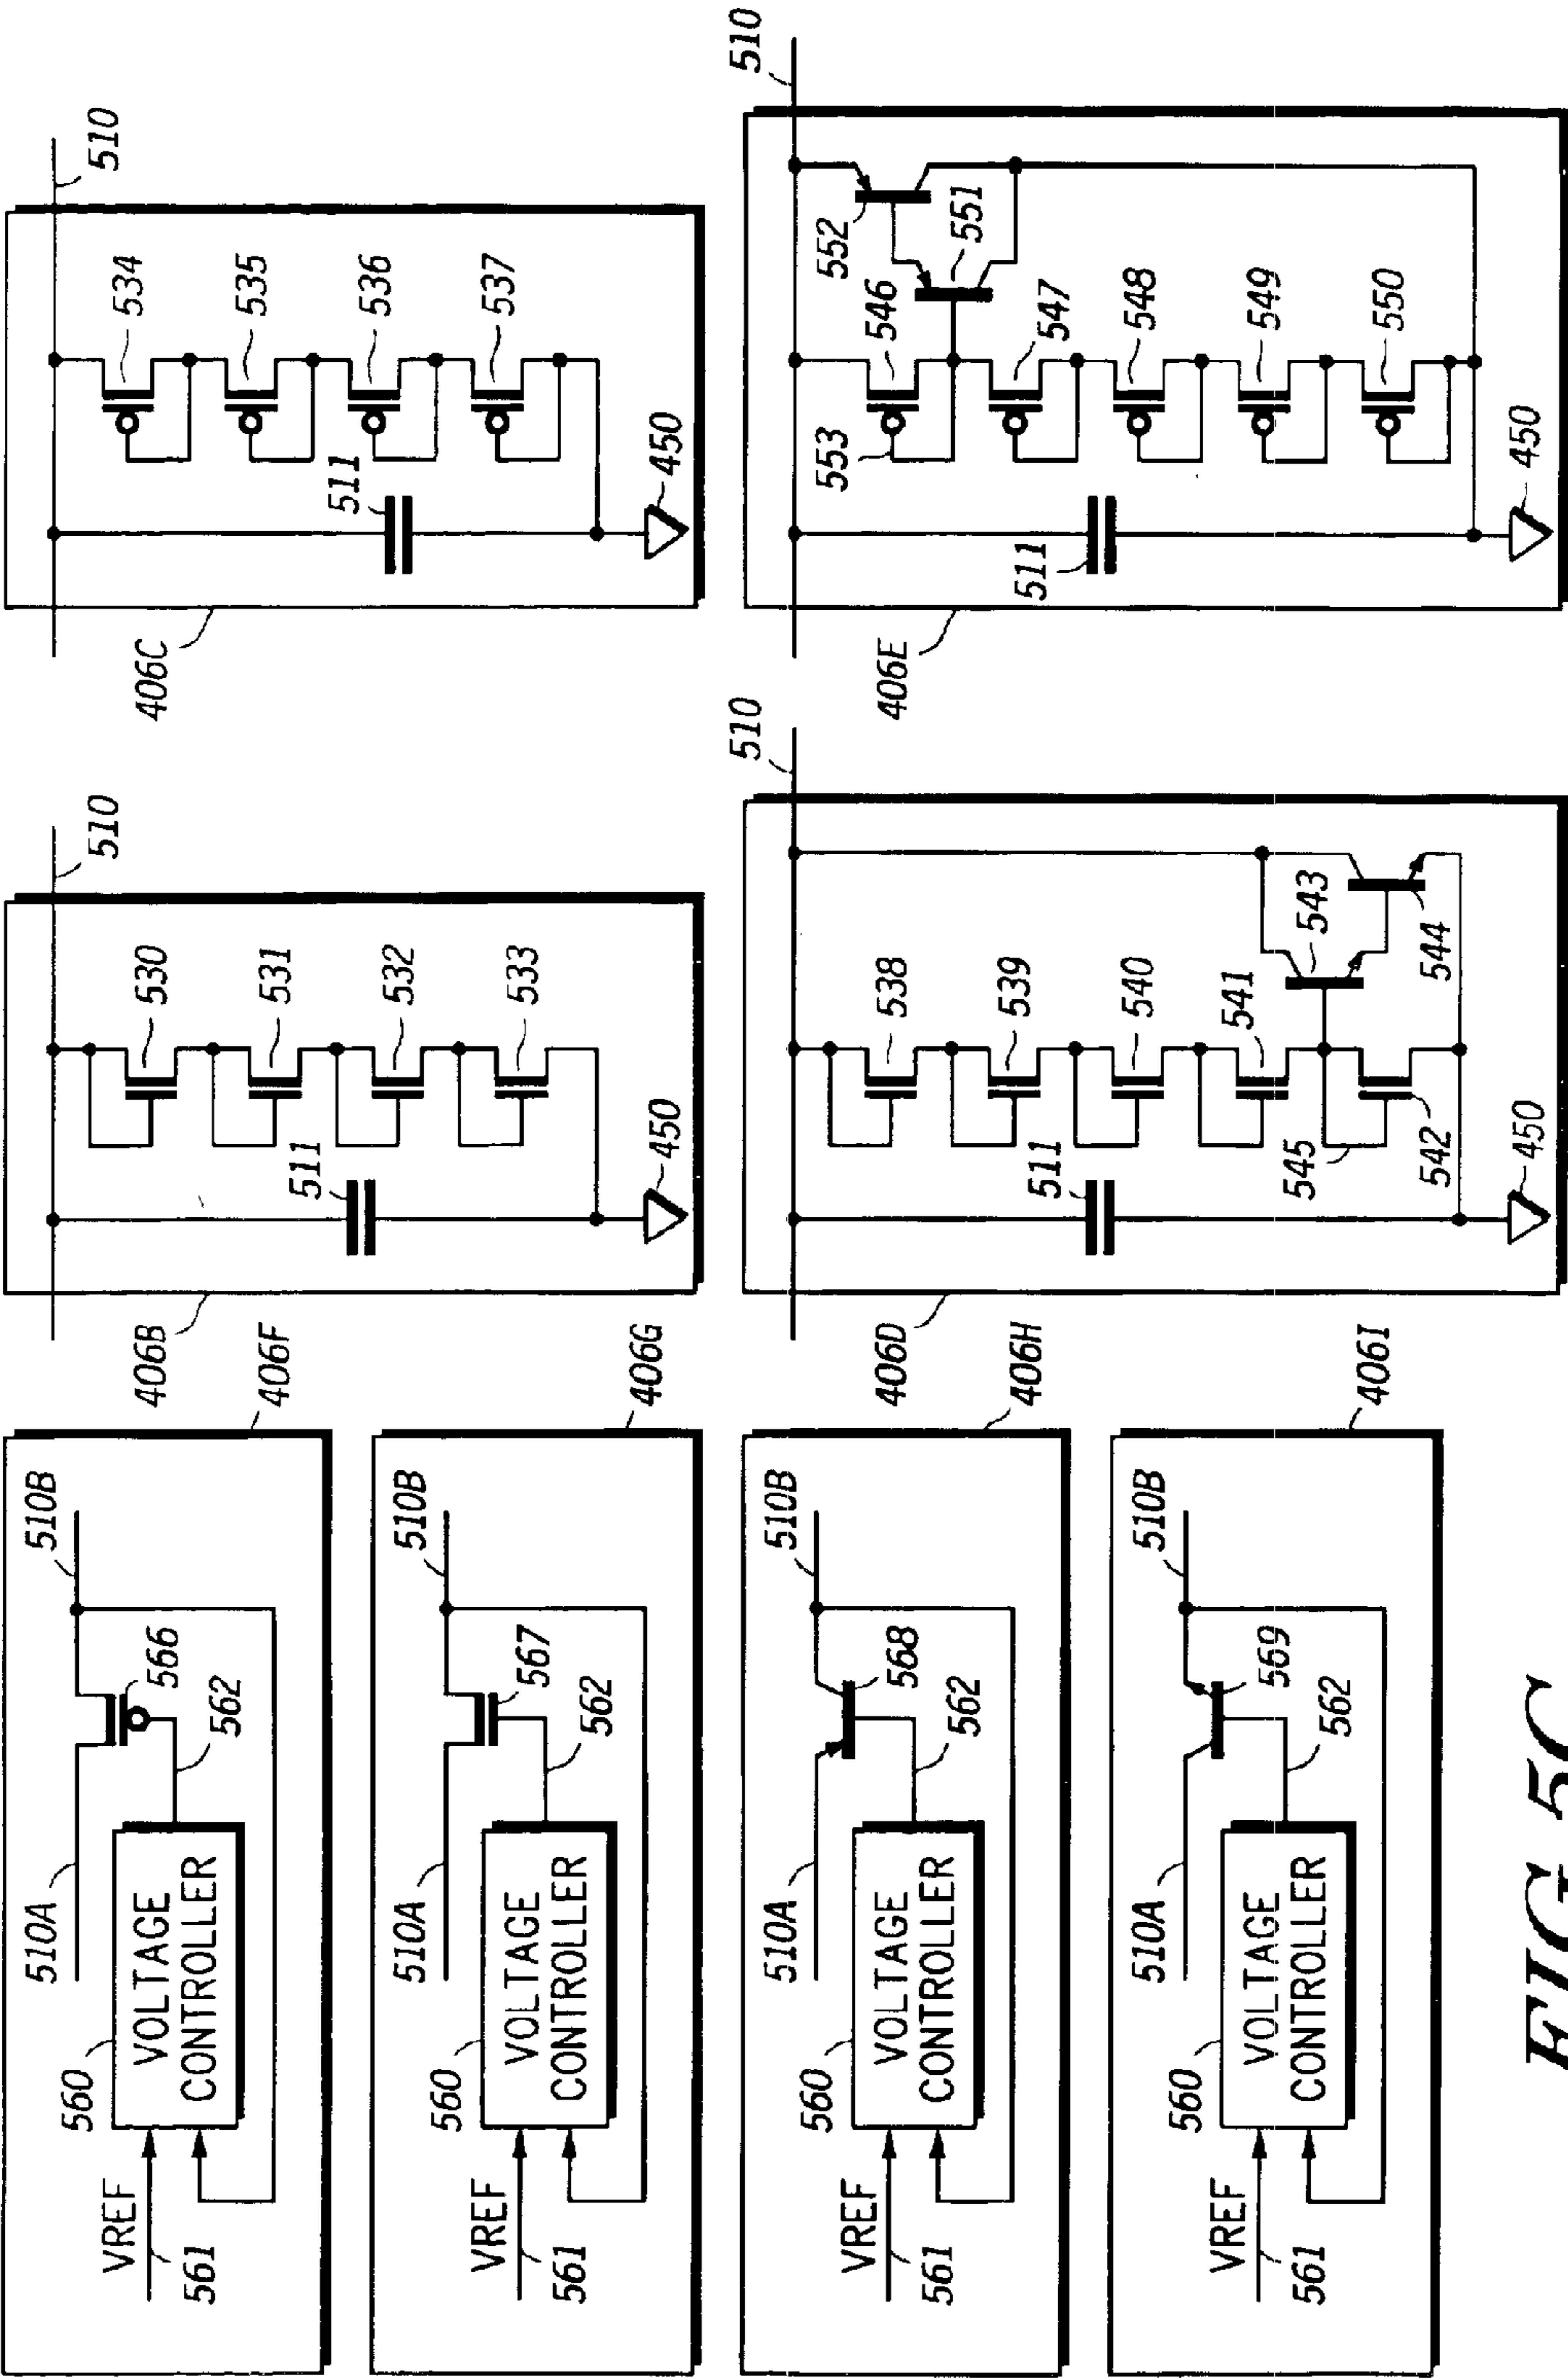 406F
510A
510B
566
560
VOLTAGE
CONTROLLER
562
VREF
561
406G
510A
510B
567
560
VOLTAGE
CONTROLLER
562
VREF
561
406H
510A
510B
568
560
VOLTAGE
CONTROLLER
562
VREF
561
406I
510A
510B
569
560
VOLTAGE
CONTROLLER
562
VREF
561
406B
510
530
531
532
533
511
450
406D
510
538
539
540
541
543
544
545
542
511
450
406C
510
534
535
536
537
511
450
406E
510
552
551
546
553
547
548
549
550
511
450
FIG 5C